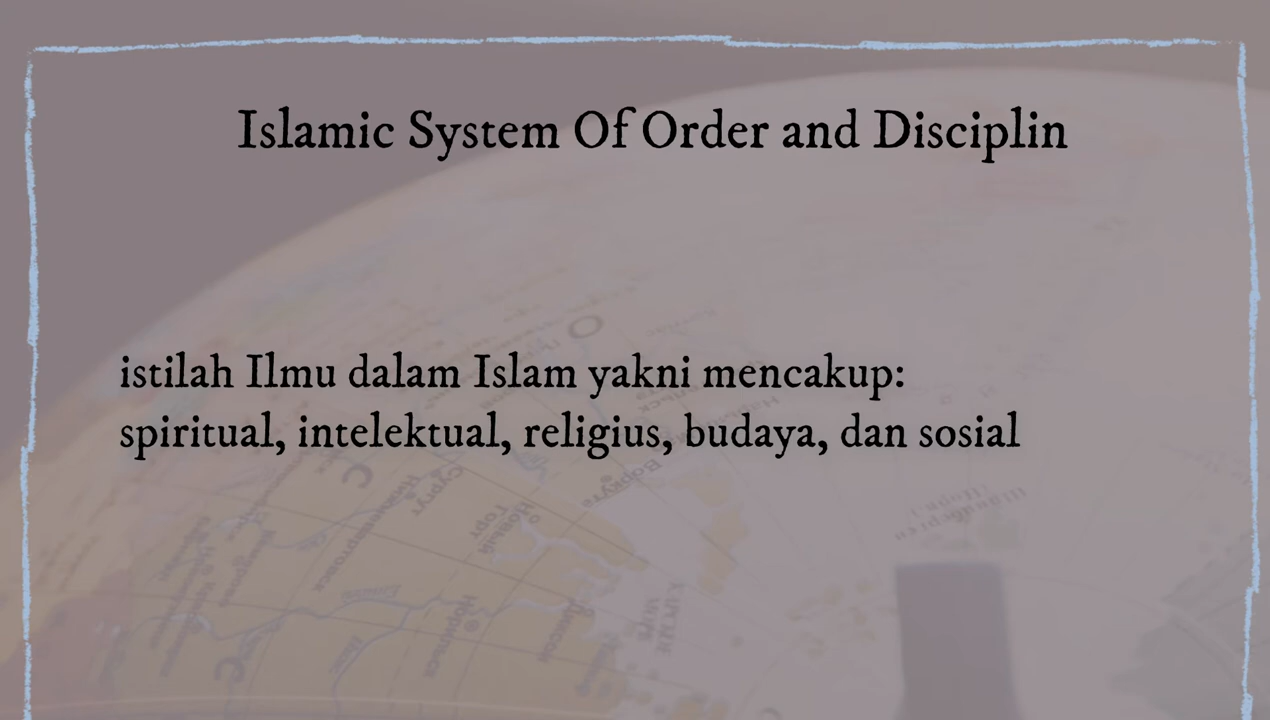 Islamic System Of Order and Disciplin
istilah Ilmu dalam Islam yakni mencakup:
spiritual, intelektual, religius, budaya, dan sosial